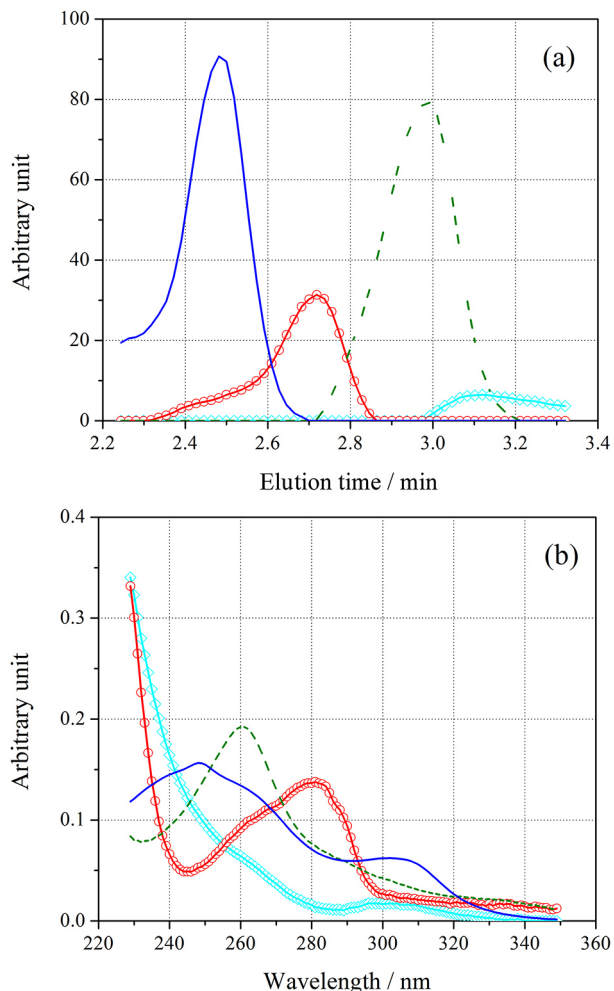 (a)
100
80
60
40
20
0
Arbitrary unit
2.2 2.4 2.6 2.8 3.0 3.2 3.4
Elution time / min
(b)
0.4
0.3
0.2
0.1
0.0
Arbitrary unit
220 240 260 280 300 320 340 360
Wavelength / nm